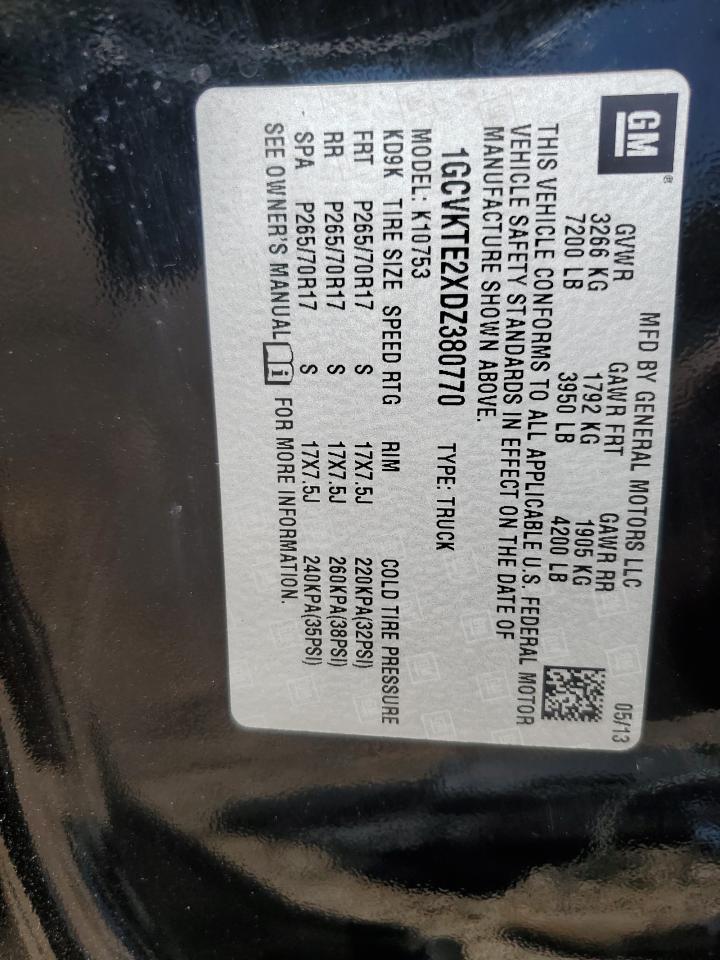 GM®
MFD BY GENERAL MOTORS LLC 05/13
GVWR GAWR FRT GAWR RR
3266 KG 1792 KG 1905 KG
7200 LB 3950 LB 4200 LB
THIS VEHICLE CONFORMS TO ALL APPLICABLE U.S. FEDERAL MOTOR
VEHICLE SAFETY STANDARDS IN EFFECT ON THE DATE OF
MANUFACTURE SHOWN ABOVE.
1GCVKTE2XDZ380770 TYPE: TRUCK
MODEL: K10753
KD9K TIRE SIZE SPEED RTG RIM COLD TIRE PRESSURE
FRT P265/70R17 S 17X7.5J 220KPA(32PSI)
RR P265/70R17 S 17X7.5J 260KPA(38PSI)
SPA P265/70R17 S 17X7.5J 240KPA(35PSI)
SEE OWNER'S MANUAL i FOR MORE INFORMATION.